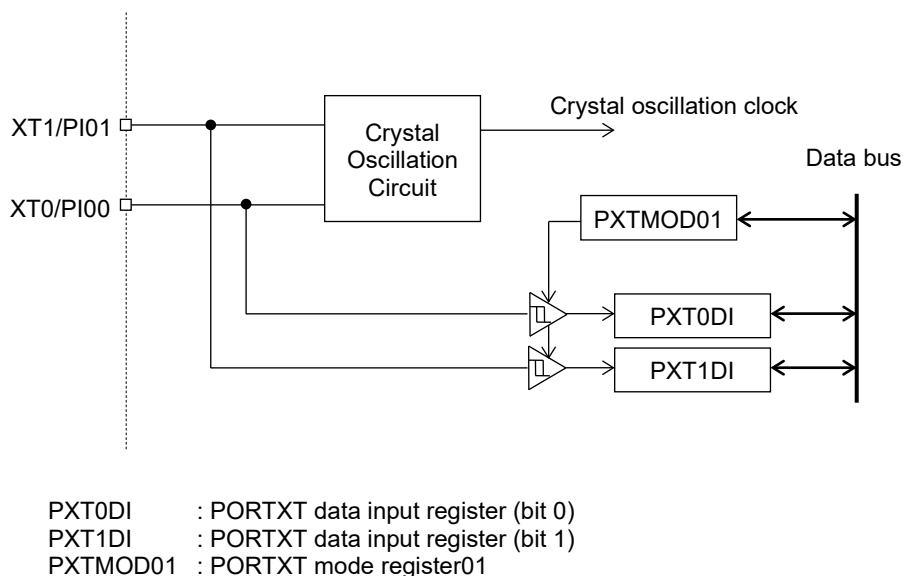 XT1/PI01
XT0/PI00
Crystal
Oscillation
Circuit
Crystal oscillation clock
Data bus
PXTMOD01
PXT0DI
PXT1DI
PXT0DI : PORTXT data input register (bit 0)
PXT1DI : PORTXT data input register (bit 1)
PXTMOD01 : PORTXT mode register01